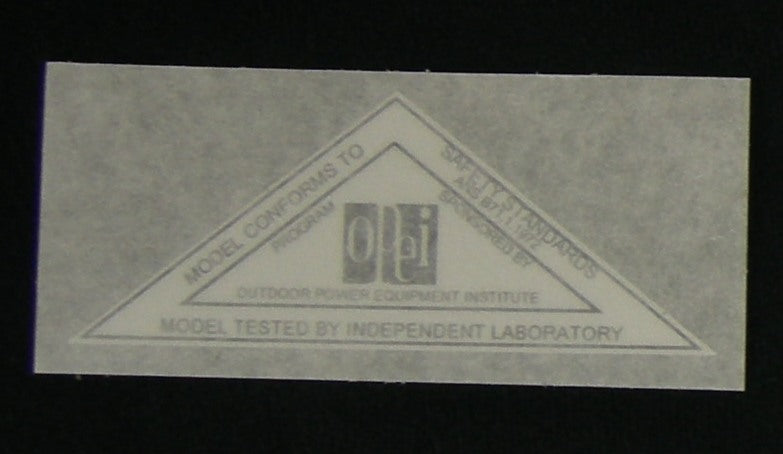 MODEL CONFORMS TO
SAFETY STANDARDS
PROGRAM
SPONSORED BY
opei
OUTDOOR POWER EQUIPMENT INSTITUTE
MODEL TESTED BY INDEPENDENT LABORATORY